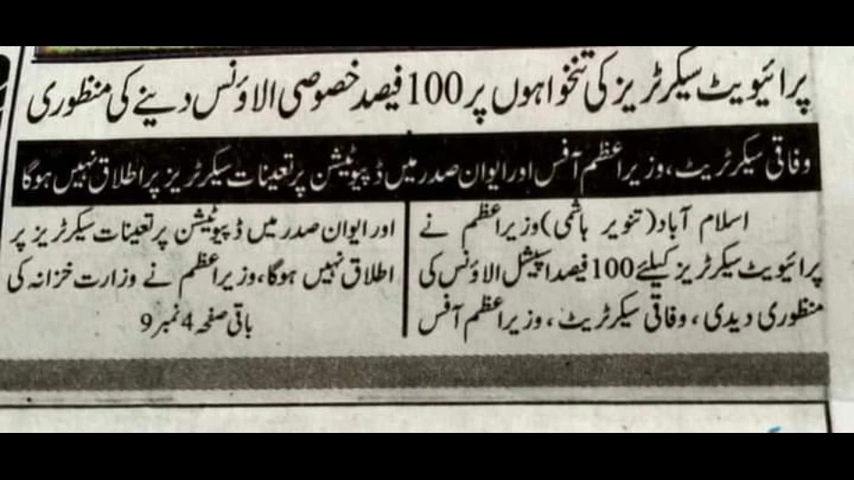 پرائیویٹ سیکرٹریز کی تنخواہوں پر 100 فیصد خصوصی الاؤنس دینے کی منظوری
وفاقی سیکرٹریٹ، وزیراعظم آفس اور ایوان صدر میں ڈیپوٹیشن پر تعینات سیکرٹریز پر اطلاق نہیں ہوگا
اسلام آباد (تنویر ہاشمی) وزیراعظم نے
پرائیویٹ سیکرٹریز کیلئے 100 فیصد اسپیشل الاؤنس کی
منظوری دیدی، وفاقی سیکرٹریٹ، وزیراعظم آفس
اور ایوان صدر میں ڈیپوٹیشن پر تعینات سیکرٹریز پر
اطلاق نہیں ہوگا، وزیراعظم نے وزارت خزانہ کی
باقی صفحہ 4 نمبر 9